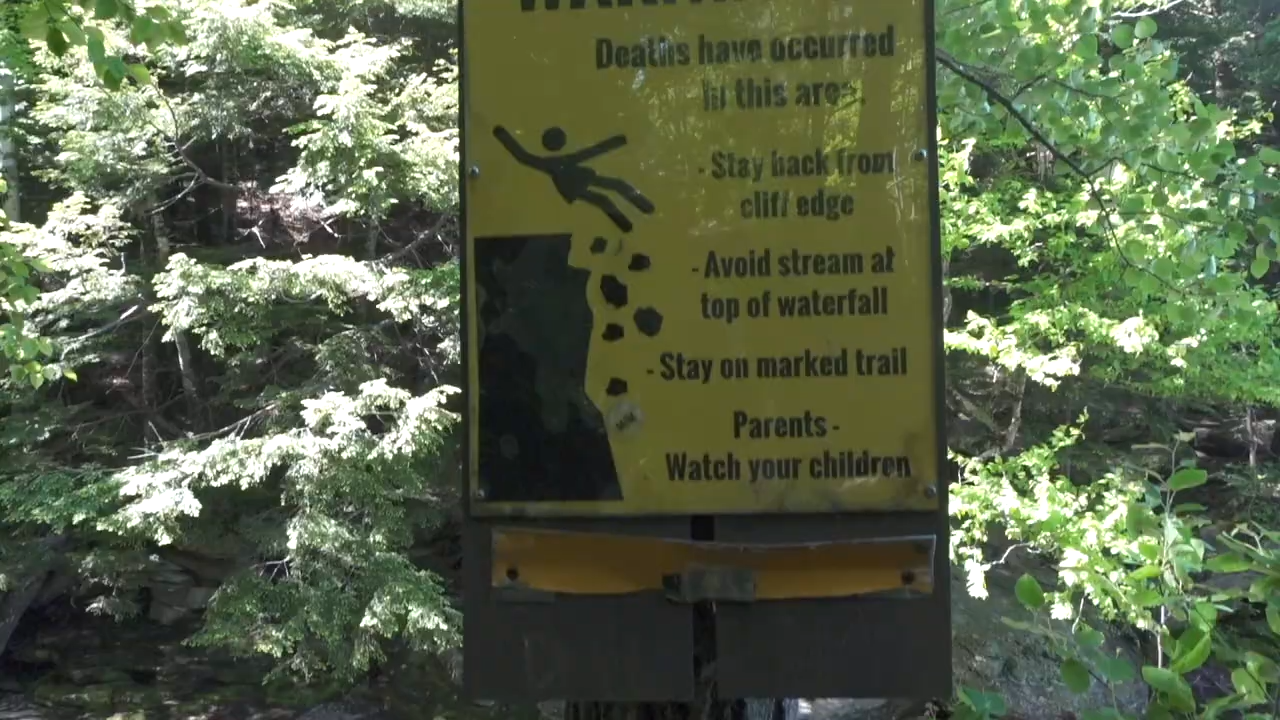 Deaths have occurred
in this area.
- Stay back from
cliff edge
- Avoid stream at
top of waterfall
- Stay on marked trail
Parents -
Watch your children